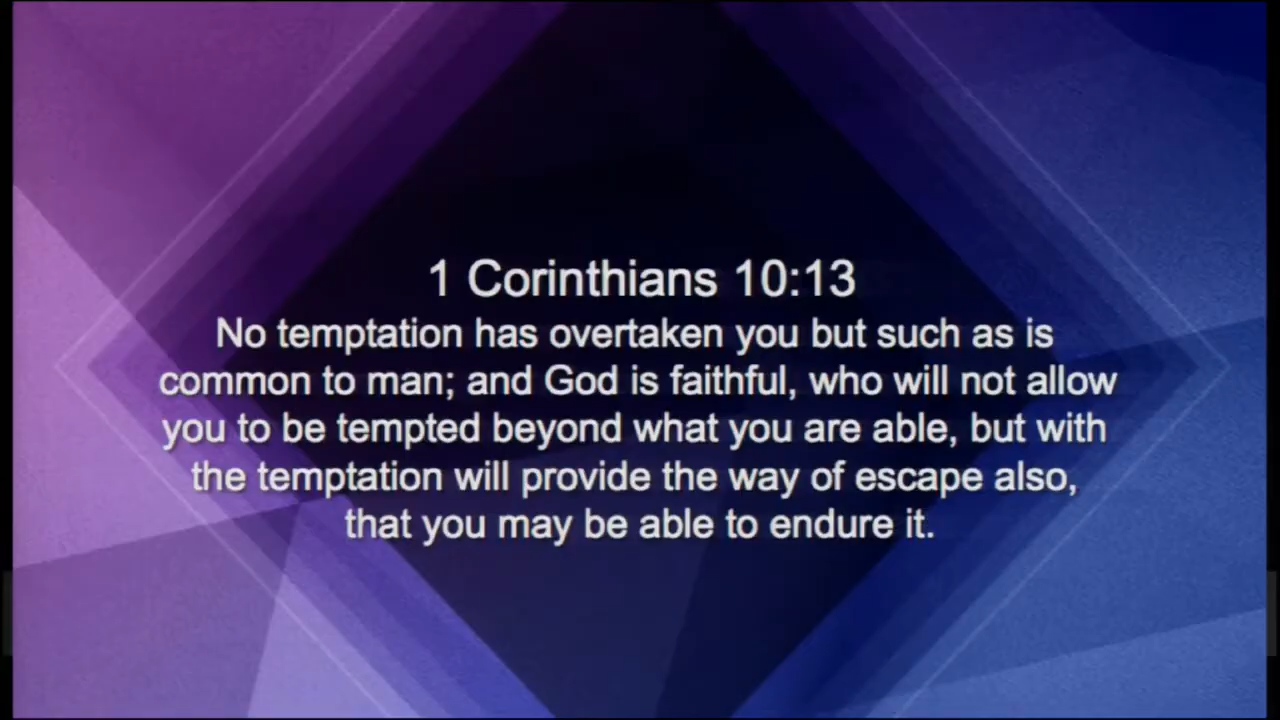 1 Corinthians 10:13
No temptation has overtaken you but such as is
common to man; and God is faithful, who will not allow
you to be tempted beyond what you are able, but with
the temptation will provide the way of escape also,
that you may be able to endure it.